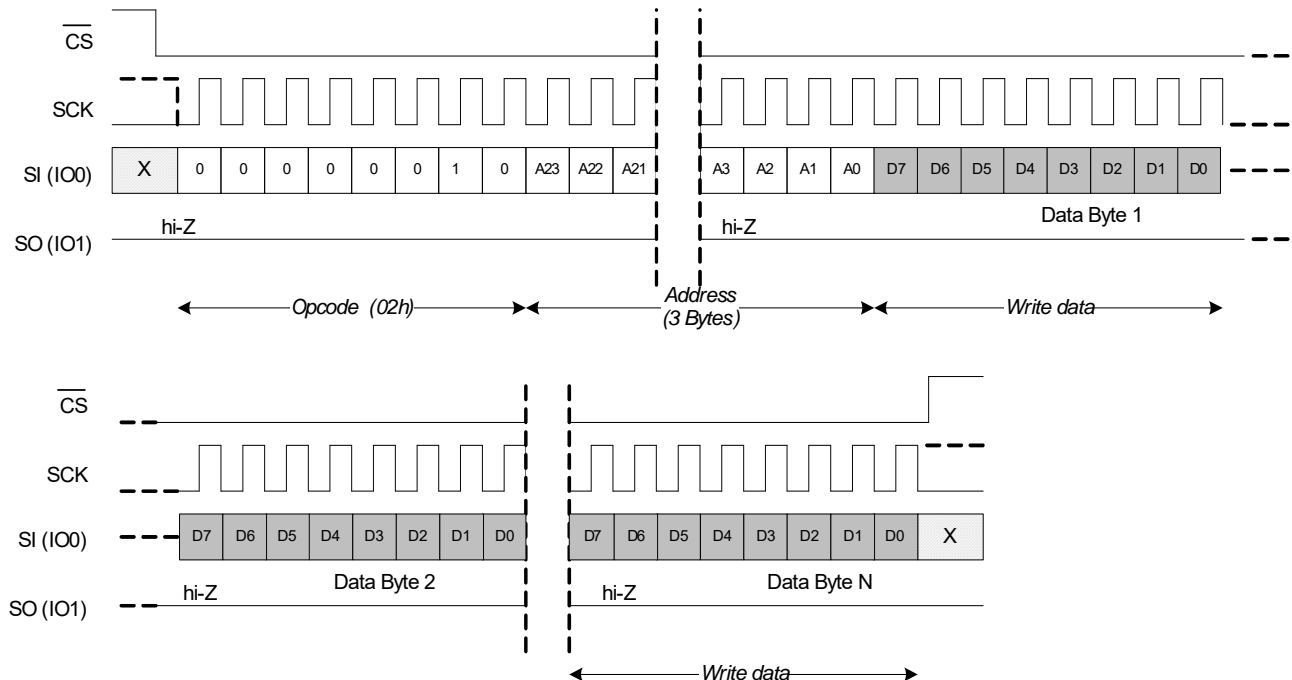 CS
SCK
SI (IO0) X 0 0 0 0 0 0 1 0 A23 A22 A21 A3 A2 A1 A0 D7 D6 D5 D4 D3 D2 D1 D0
Data Byte 1
hi-Z hi-Z
SO (IO1)
Opcode (02h) Address (3 Bytes) Write data
CS
SCK
SI (IO0) D7 D6 D5 D4 D3 D2 D1 D0 D7 D6 D5 D4 D3 D2 D1 D0 X
hi-Z Data Byte 2 hi-Z Data Byte N
SO (IO1)
Write data